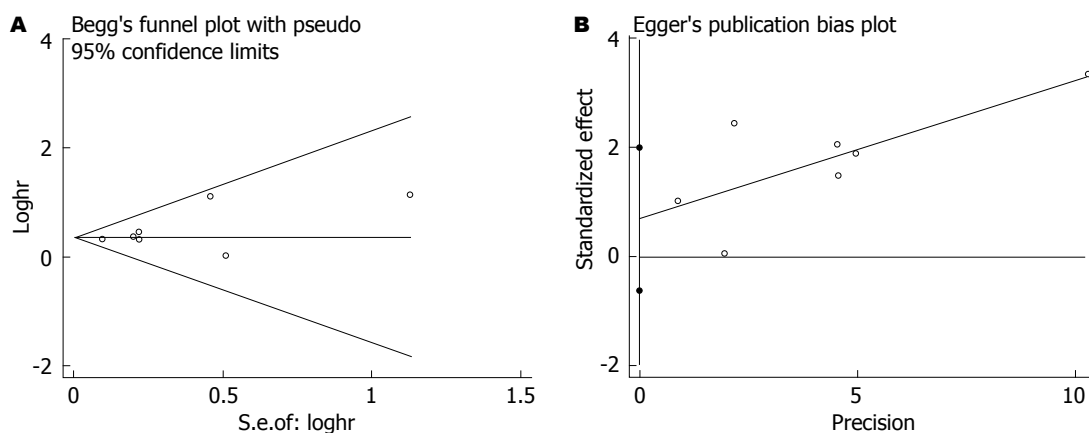 A Begg's funnel plot with pseudo
95% confidence limits
4
2
0
-2
Loghr
0 0.5 1 1.5
S.e.of: loghr
B Egger's publication bias plot
4
2
0
-2
Standardized effect
0 5 10
Precision